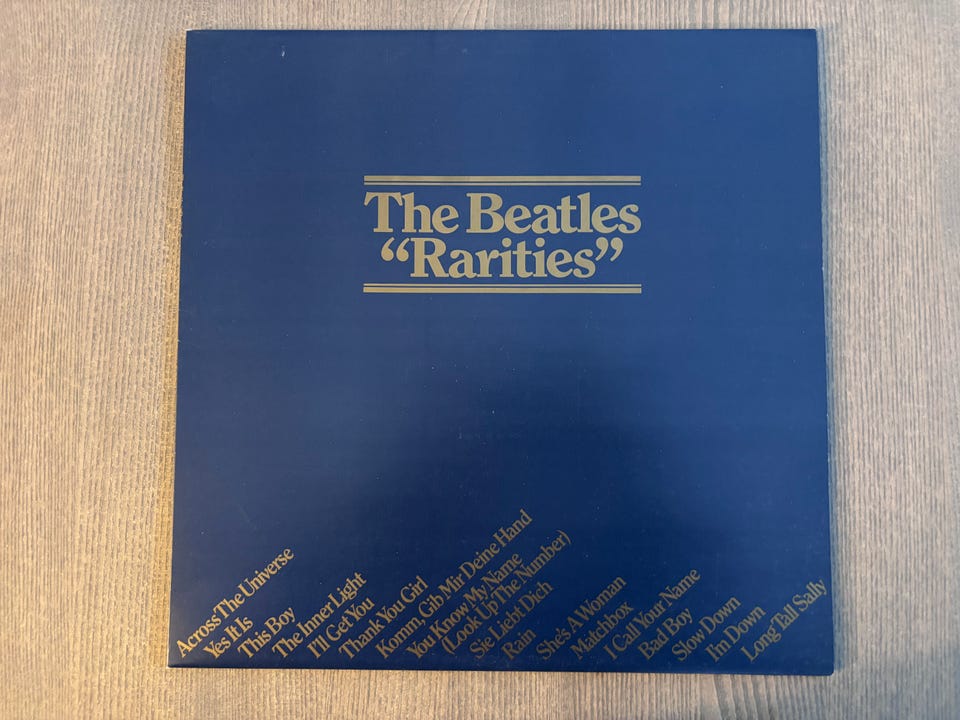 The Beatles
“Rarities”
Across The Universe
Yes It Is
This Boy
The Inner Light
I'll Get You
Thank You Girl
Komm, Gib Mir Deine Hand
You Know My Name
(Look Up The Number)
Sie Liebt Dich
Rain
She's A Woman
Matchbox
I Call Your Name
Bad Boy
Slow Down
I'm Down
Long Tall Sally